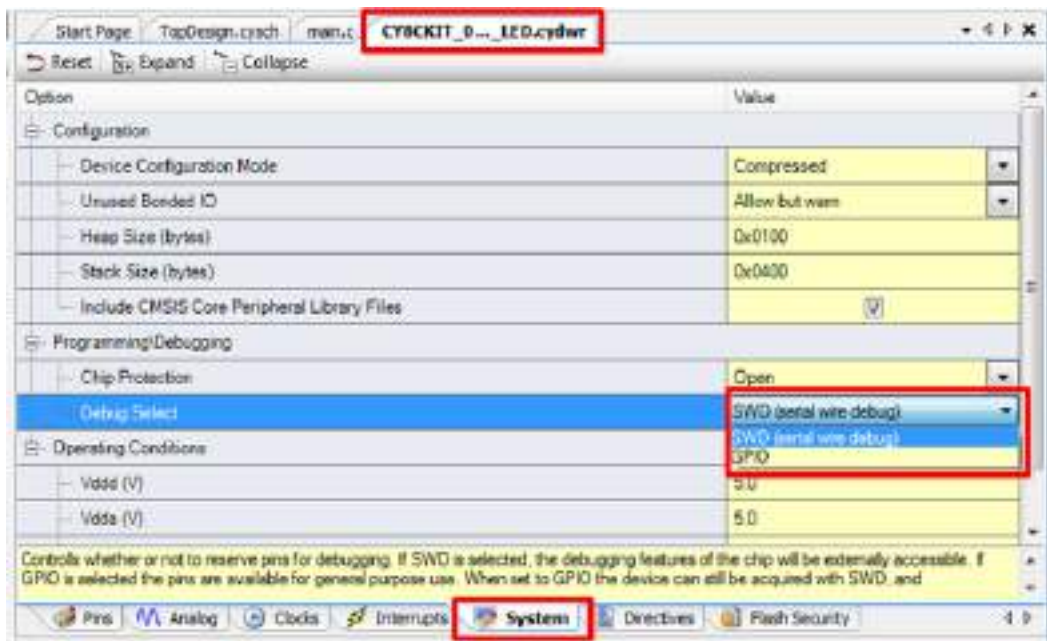 Start Page TopDesign.cysch main.c CY8CKIT_0..._LED.cydwr
Reset Expand Collapse
Option Value
Configuration
Device Configuration Mode Compressed
Unused Bonded IO Allow but warn
Heap Size (bytes) 0x0100
Stack Size (bytes) 0x0400
Include CMSIS Core Peripheral Library Files
Programming\Debugging
Chip Protection Open
Debug Select SWD (serial wire debug)
SWD (serial wire debug)
GPIO
Operating Conditions
Vddd (V) 5.0
Vdda (V) 5.0
Controls whether or not to reserve pins for debugging. If SWD is selected, the debugging features of the chip will be externally accessible. If
GPIO is selected the pins are available for general purpose use. When set to GPIO the device can still be acquired with SWD, and
Pins Analog Clocks Interrupts System Directives Flash Security